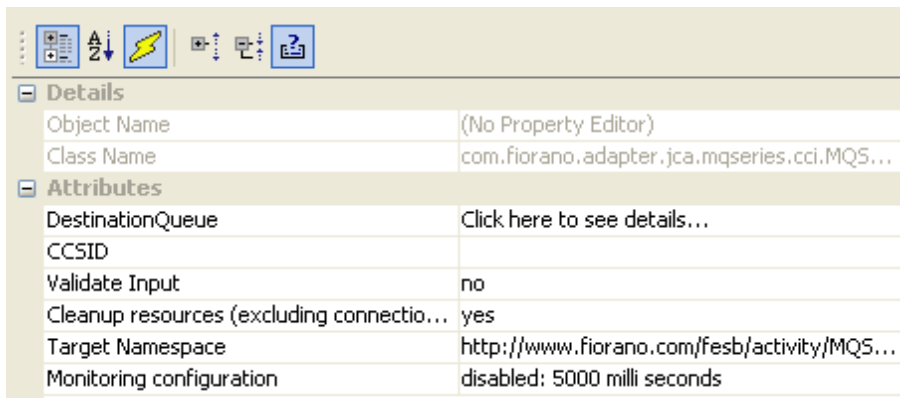 Details
Object Name (No Property Editor)
Class Name com.fiorano.adapter.jca.mqseries.cci.MQS...
Attributes
DestinationQueue Click here to see details...
CCSID
Validate Input no
Cleanup resources (excluding connectio... yes
Target Namespace http://www.fiorano.com/fesb/activity/MQS...
Monitoring configuration disabled: 5000 milli seconds